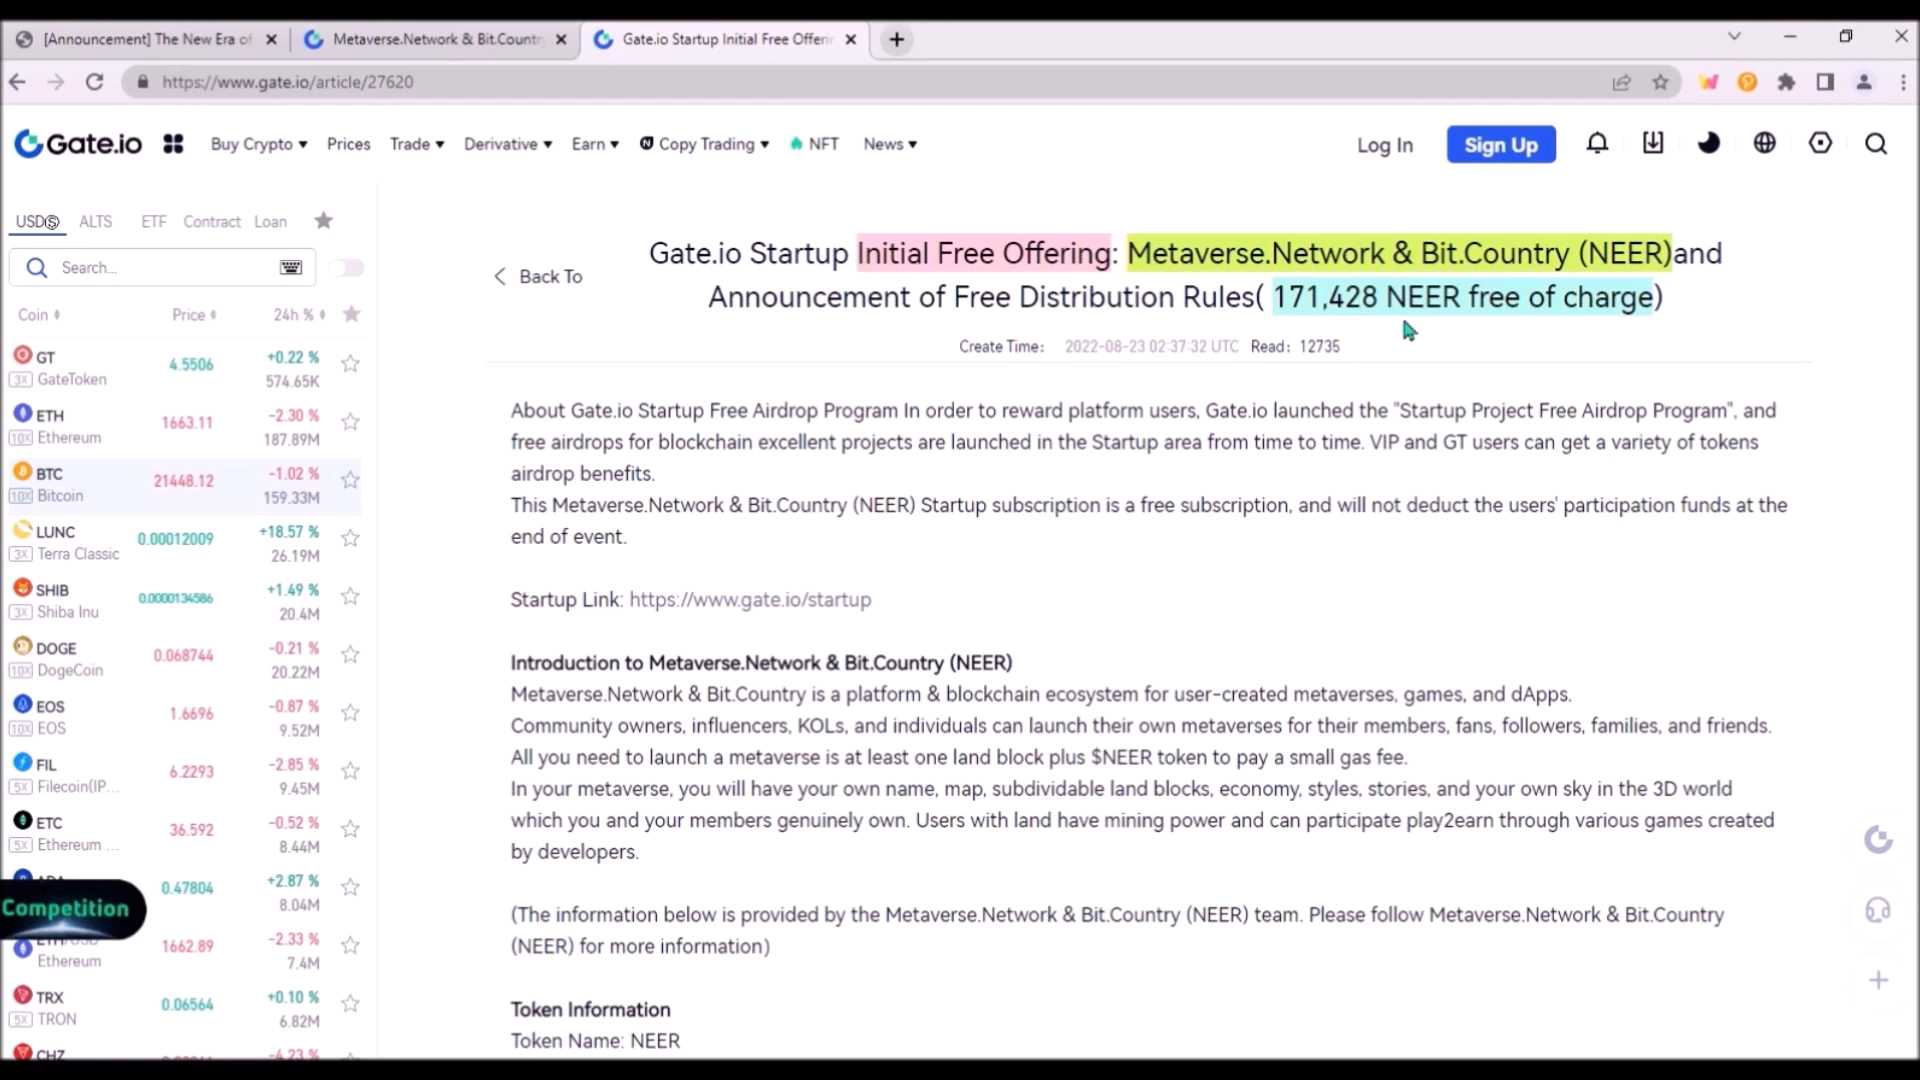 [Announcement] The New Era of
Metaverse.Network & Bit.Countr
Gate.io Startup Initial Free Offerin
https://www.gate.io/article/27620
Gate.io
Buy Crypto
Prices
Trade
Derivative
Earn
Copy Trading
NFT
News
Log In
Sign Up
USDⓈ
ALTS
ETF
Contract
Loan
Search...
Coin
Price
24h %
GT 4.5506 +0.22 %
3X GateToken 574.65K
ETH 1663.11 -2.30 %
10X Ethereum 187.89M
BTC 21448.12 -1.02 %
10X Bitcoin 159.33M
LUNC 0.00012009 +18.57 %
3X Terra Classic 26.19M
SHIB 0.0000134586 +1.49 %
3X Shiba Inu 20.4M
DOGE 0.068744 -0.21 %
10X DogeCoin 20.22M
EOS 1.6696 -0.87 %
10X EOS 9.52M
FIL 6.2293 -2.85 %
5X Filecoin(IP... 9.45M
ETC 36.592 -0.52 %
5X Ethereum ... 8.44M
0.47804 +2.87 %
Competition 8.04M
1662.89 -2.33 %
Ethereum 7.4M
TRX 0.06564 +0.10 %
5X TRON 6.82M
CHZ -4.23 %
Back To
Gate.io Startup Initial Free Offering: Metaverse.Network & Bit.Country (NEER)and
Announcement of Free Distribution Rules( 171,428 NEER free of charge)
Create Time: 2022-08-23 02:37:32 UTC Read: 12735
About Gate.io Startup Free Airdrop Program In order to reward platform users, Gate.io launched the "Startup Project Free Airdrop Program", and
free airdrops for blockchain excellent projects are launched in the Startup area from time to time. VIP and GT users can get a variety of tokens
airdrop benefits.
This Metaverse.Network & Bit.Country (NEER) Startup subscription is a free subscription, and will not deduct the users' participation funds at the
end of event.
Startup Link: https://www.gate.io/startup
Introduction to Metaverse.Network & Bit.Country (NEER)
Metaverse.Network & Bit.Country is a platform & blockchain ecosystem for user-created metaverses, games, and dApps.
Community owners, influencers, KOLs, and individuals can launch their own metaverses for their members, fans, followers, families, and friends.
All you need to launch a metaverse is at least one land block plus $NEER token to pay a small gas fee.
In your metaverse, you will have your own name, map, subdividable land blocks, economy, styles, stories, and your own sky in the 3D world
which you and your members genuinely own. Users with land have mining power and can participate play2earn through various games created
by developers.
(The information below is provided by the Metaverse.Network & Bit.Country (NEER) team. Please follow Metaverse.Network & Bit.Country
(NEER) for more information)
Token Information
Token Name: NEER